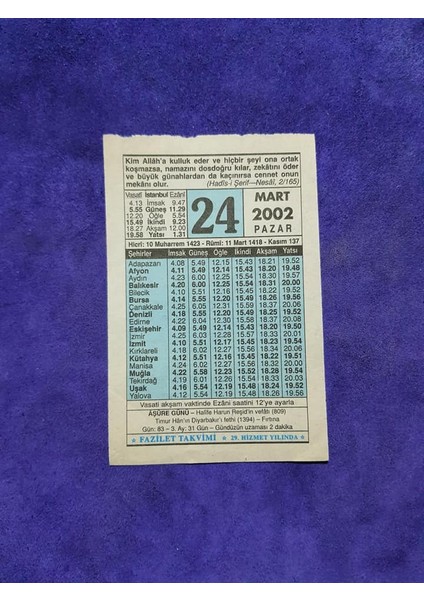 Kim Allâh'a kulluk eder ve hiçbir şeyi ona ortak
koşmazsa, namazını dosdoğru kılar, zekâtını öder
ve büyük günahlardan da kaçınırsa cennet onun
mekânı olur. (Hadîs-i Şerîf—Nesâî, 2/165)
Vasatî İstanbul Ezânî
4.13 İmsak 9.47
5.55 Güneş 11.29
12.20 Öğle 5.54
15.49 İkindi 9.23
18.27 Akşam 12.00
19.58 Yatsı 1.31
24
MART
2002
PAZAR
Hicrî: 10 Muharrem 1423 - Rûmî: 11 Mart 1418 - Kasım 137
Şehirler İmsak Güneş Öğle İkindi Akşam Yatsı
Adapazarı 4.08 5.49 12.15 15.43 18.21 19.52
Afyon 4.11 5.49 12.14 15.43 18.20 19.48
Aydın 4.23 6.00 12.25 15.54 18.31 19.57
Balıkesir 4.20 6.00 12.25 15.54 18.31 20.00
Bilecik 4.10 5.51 12.16 15.45 18.22 19.52
Bursa 4.14 5.55 12.20 15.49 18.26 19.56
Çanakkale 4.25 6.05 12.31 15.59 18.37 20.06
Denizli 4.18 5.55 12.20 15.49 18.25 19.52
Edirne 4.22 6.04 12.30 15.58 18.37 20.08
Eskişehir 4.09 5.49 12.14 15.43 18.20 19.50
İzmir 4.25 6.03 12.28 15.57 18.33 20.01
İzmit 4.10 5.51 12.17 15.45 18.23 19.54
Kırklareli 4.18 6.02 12.27 15.56 18.34 20.06
Kütahya 4.12 5.51 12.16 15.45 18.22 19.51
Manisa 4.24 6.02 12.27 15.56 18.32 20.00
Muğla 4.22 5.58 12.23 15.52 18.28 19.54
Tekirdağ 4.19 6.01 12.26 15.54 18.33 20.03
Uşak 4.16 5.54 12.19 15.48 18.24 19.52
Yalova 4.12 5.54 12.19 15.48 18.26 19.56
Vasati akşam vaktinde Ezânî saatini 12'ye ayarla
AŞÛRE GÜNÜ – Halîfe Harun Reşîd'in vefâtı (809)
Timur Hân'ın Diyarbakır'ı fethi (1394) – Fırtına
Gün: 83 – 3. Ay: 31 Gün – Gündüzün uzaması 2 dakika
★ FAZİLET TAKVİMİ ★ 29. HİZMET YILINDA ★